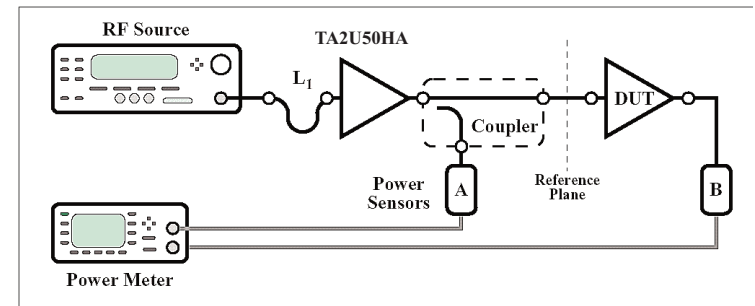 RF Source
TA2U50HA
L1
Coupler
DUT
Power
Sensors
A
Reference
Plane
B
Power Meter